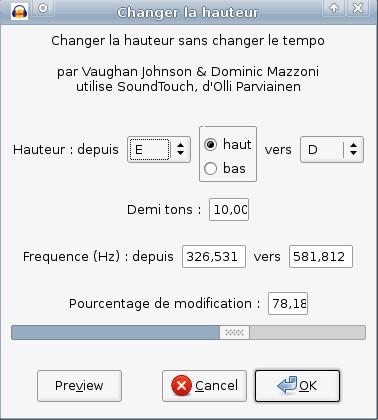 Changer la hauteur
Changer la hauteur sans changer le tempo
par Vaughan Johnson & Dominic Mazzoni
utilise SoundTouch, d'Olli Parviainen
Hauteur : depuis E haut vers D
bas
Demi tons : 10,00
Frequence (Hz) : depuis 326,531 vers 581,812
Pourcentage de modification : 78,18
Preview Cancel OK